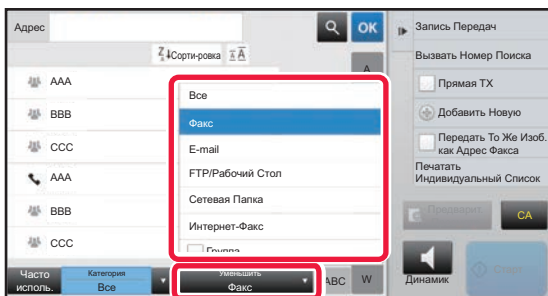 Адрес
OK
Сорти-ровка
A
AAA
BBB
CCC
AAA
BBB
CCC
Все
Факс
E-mail
FTP/Рабочий Стол
Сетевая Папка
Интернет-Факс
Группа
Часто исполь.
Категория
Все
Уменьшить
Факс
ABC
W
Запись Передач
Вызвать Номер Поиска
Прямая TX
Добавить Новую
Передать То Же Изоб.
как Адрес Факса
Печатать
Индивидуальный Список
CA
Динамик
Старт